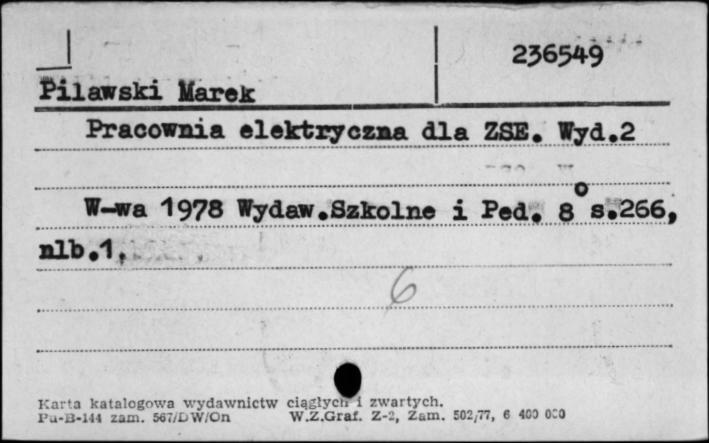 236549
Pilawski Marek
Pracownia elektryczna dla ZSE. Wyd.2
W-wa 1978 Wydaw.Szkolne i Ped. 8° s.266,
nlb.1.
6
Karta katalogowa wydawnictw ciągłych i zwartych.
Pu-B-144 zam. 567/DW/On W.Z.Graf. Z-2, Zam. 502/77, 6 400 000